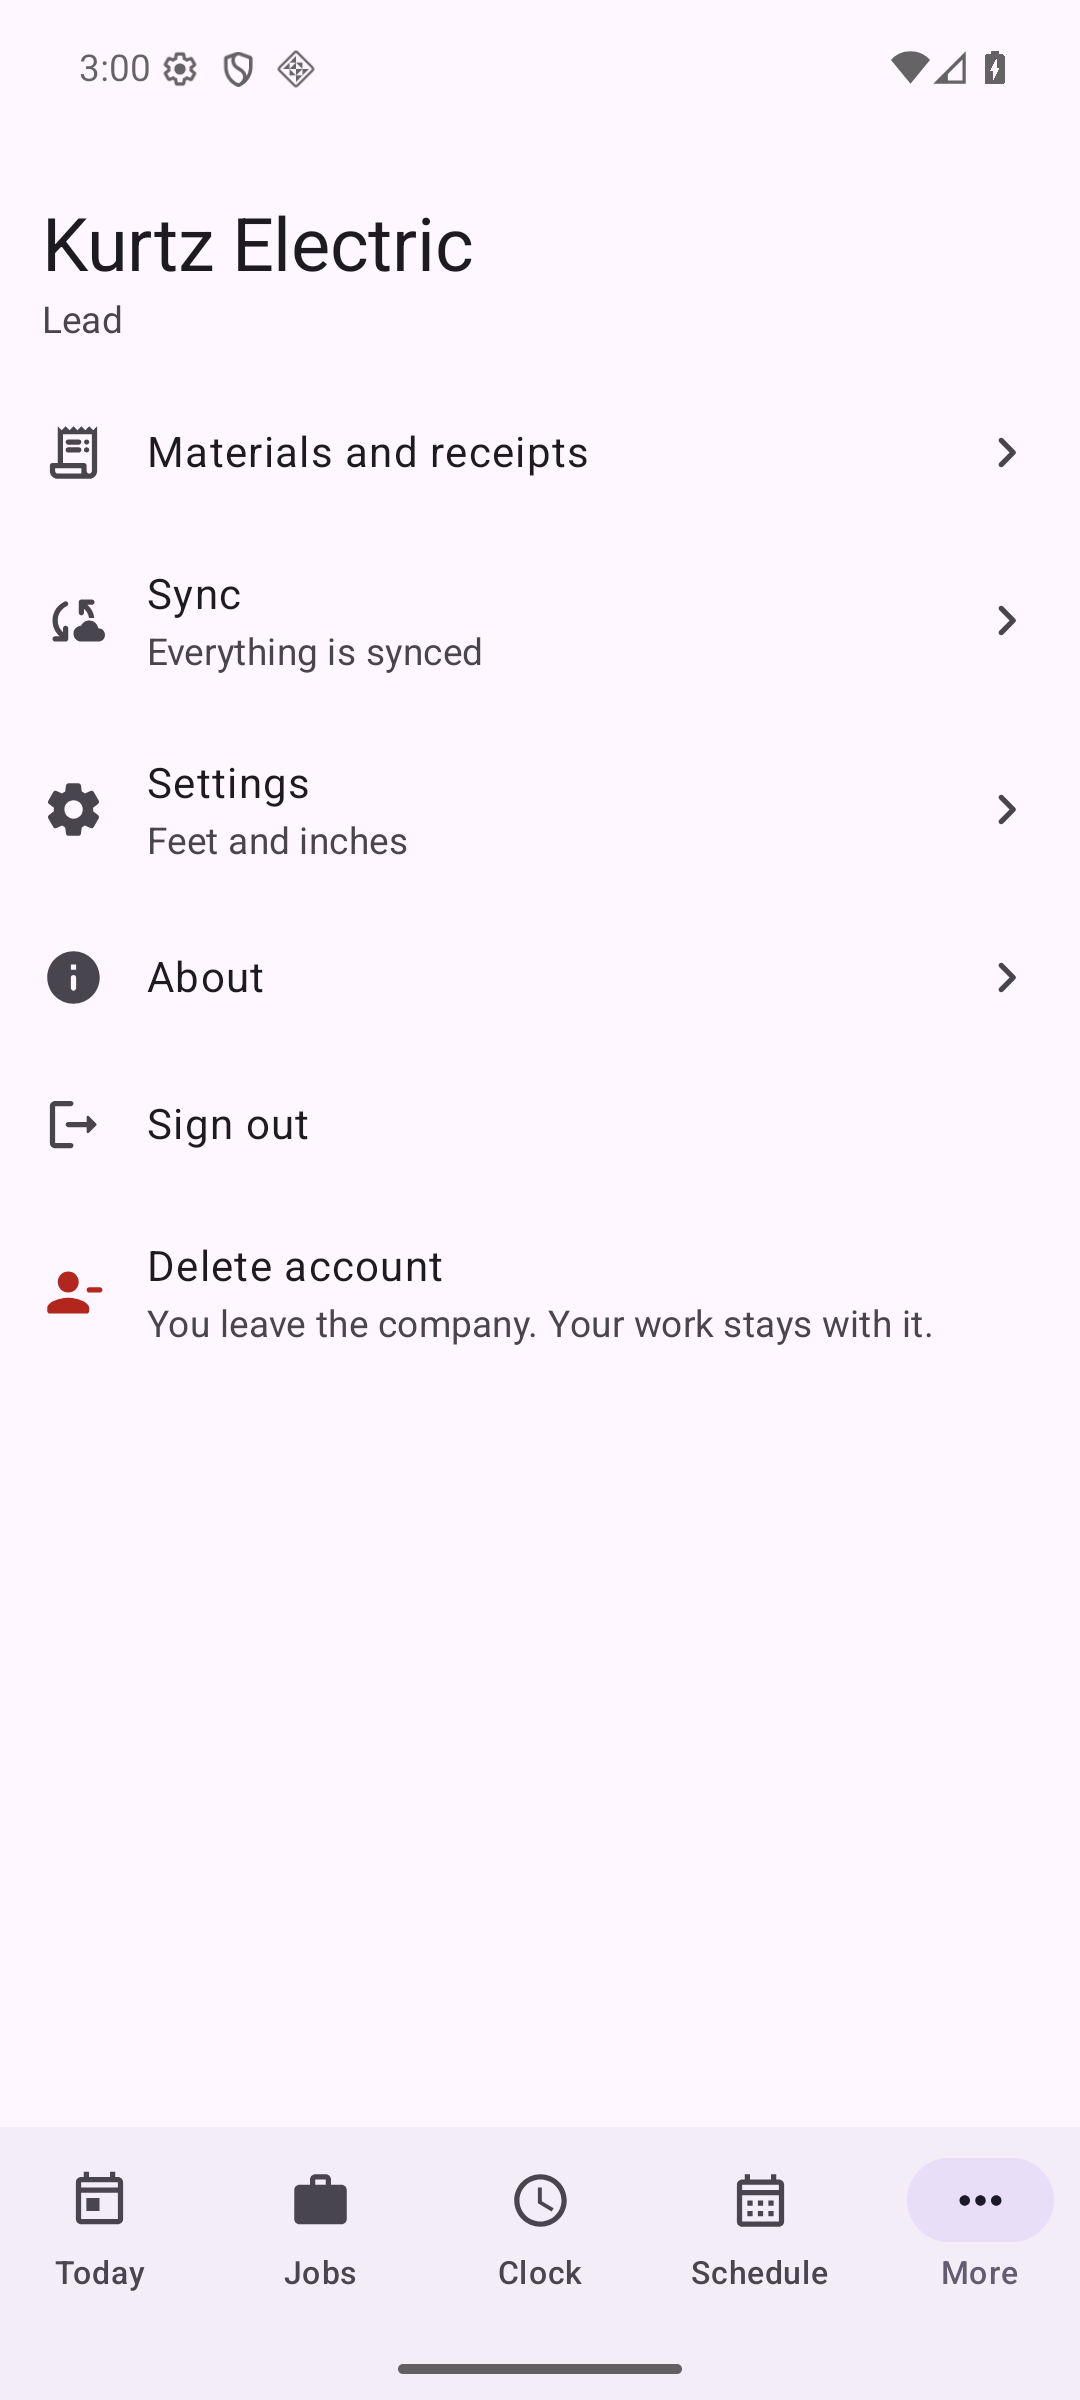 3:00
Kurtz Electric
Lead
Materials and receipts
Sync
Everything is synced
Settings
Feet and inches
About
Sign out
Delete account
You leave the company. Your work stays with it.
Today
Jobs
Clock
Schedule
More